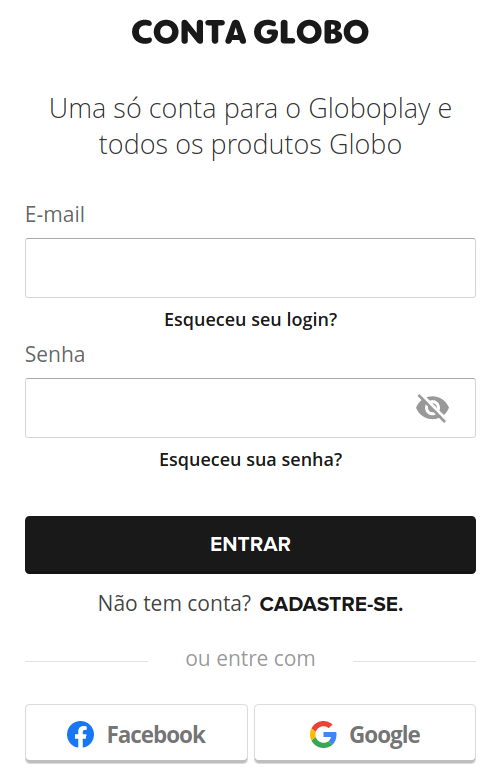 CONTA GLOBO
Uma só conta para o Globoplay e
todos os produtos Globo
E-mail
Esqueceu seu login?
Senha
Esqueceu sua senha?
ENTRAR
Não tem conta? CADASTRE-SE.
ou entre com
Facebook Google